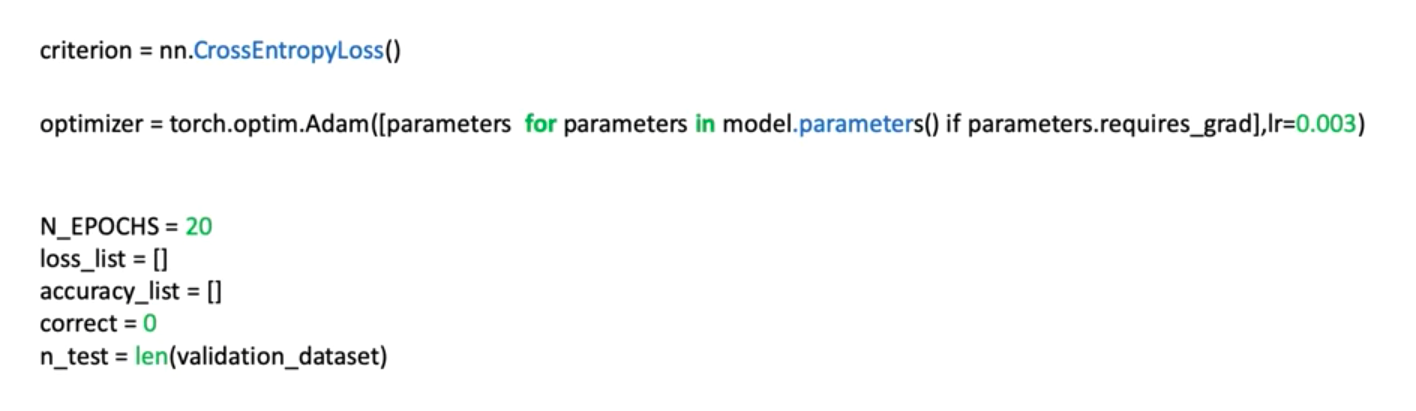 criterion = nn.CrossEntropyLoss()
optimizer = torch.optim.Adam([parameters for parameters in model.parameters() if parameters.requires_grad],lr=0.003)
N_EPOCHS = 20
loss_list = []
accuracy_list = []
correct = 0
n_test = len(validation_dataset)